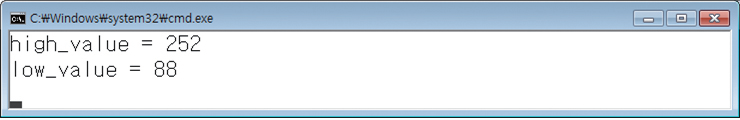 C:₩Windows₩system32₩cmd.exe
high_value = 252
low_value = 88